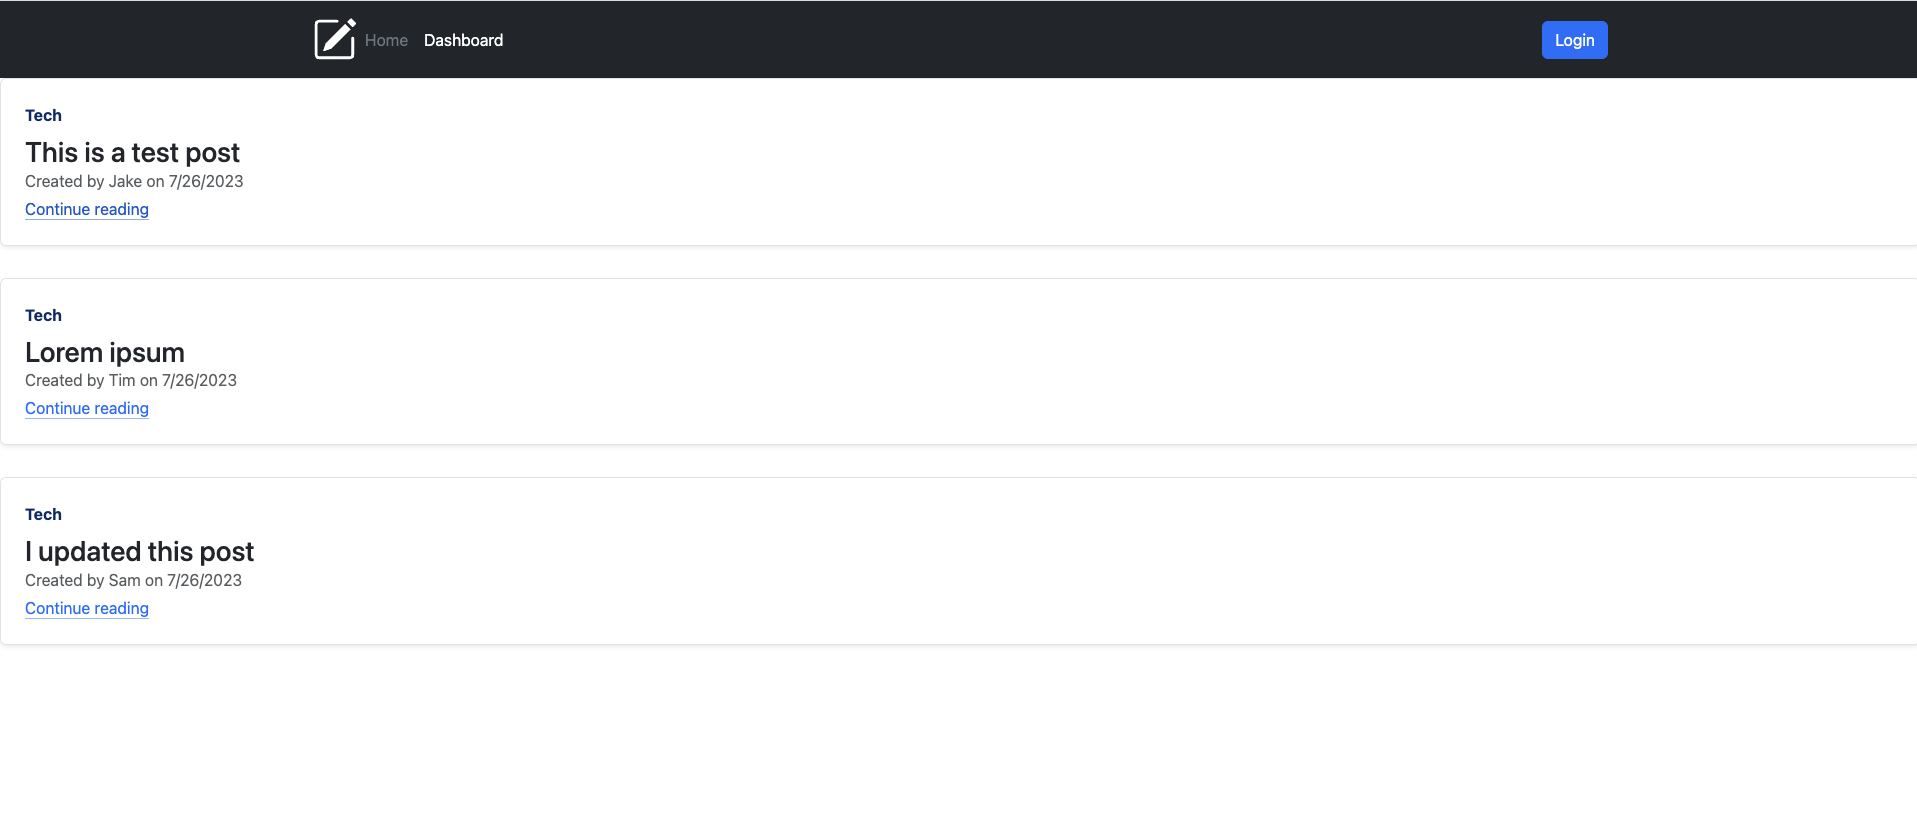 Home Dashboard Login
Tech
This is a test post
Created by Jake on 7/26/2023
Continue reading
Tech
Lorem ipsum
Created by Tim on 7/26/2023
Continue reading
Tech
I updated this post
Created by Sam on 7/26/2023
Continue reading